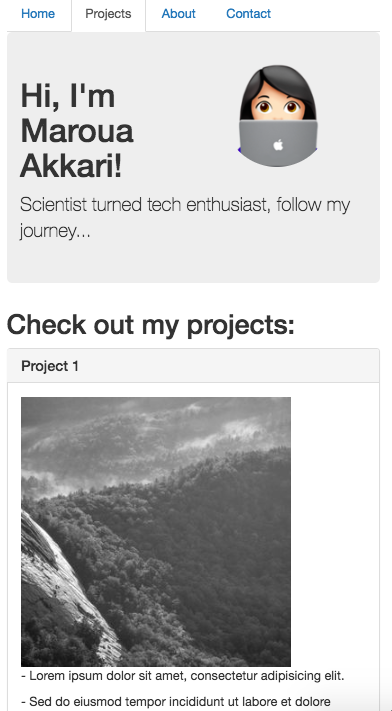 Home Projects About Contact
Hi, I'm
Maroua
Akkari!
Scientist turned tech enthusiast, follow my
journey...
Check out my projects:
Project 1
- Lorem ipsum dolor sit amet, consectetur adipisicing elit.
- Sed do eiusmod tempor incididunt ut labore et dolore